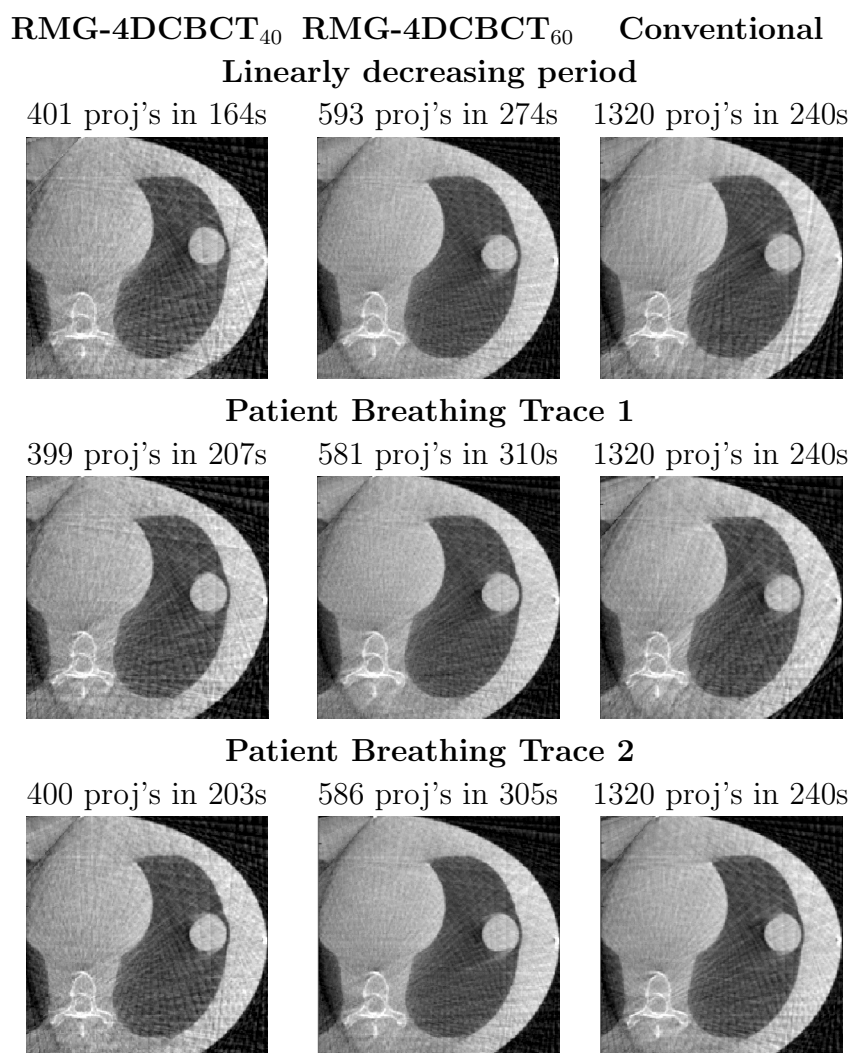 RMG-4DCBCT₄₀ RMG-4DCBCT₆₀ Conventional
Linearly decreasing period
401 proj's in 164s 593 proj's in 274s 1320 proj's in 240s
Patient Breathing Trace 1
399 proj's in 207s 581 proj's in 310s 1320 proj's in 240s
Patient Breathing Trace 2
400 proj's in 203s 586 proj's in 305s 1320 proj's in 240s